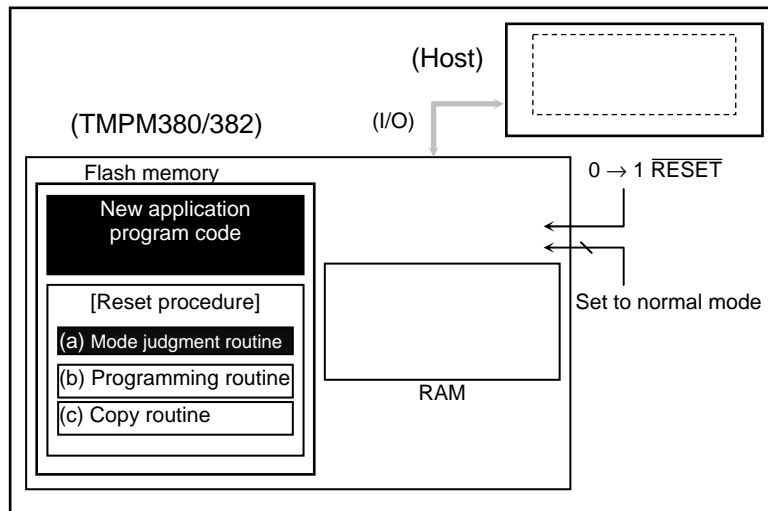 (Host)
(TMPM380/382)
(I/O)
Flash memory
0 → 1 RESET
New application
program code
[Reset procedure]
Set to normal mode
(a) Mode judgment routine
(b) Programming routine
(c) Copy routine
RAM